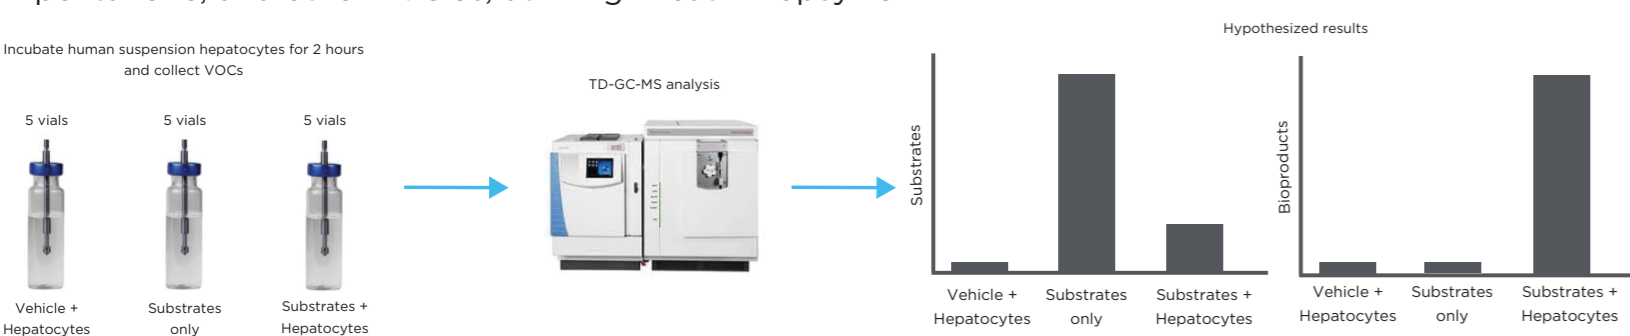 Incubate human suspension hepatocytes for 2 hours
and collect VOCs
5 vials
5 vials
5 vials
Vehicle +
Hepatocytes
Substrates
only
Substrates +
Hepatocytes
TD-GC-MS analysis
Hypothesized results
Substrates
Vehicle +
Hepatocytes
Substrates
only
Substrates +
Hepatocytes
Bioproducts
Vehicle +
Hepatocytes
Substrates
only
Substrates +
Hepatocytes